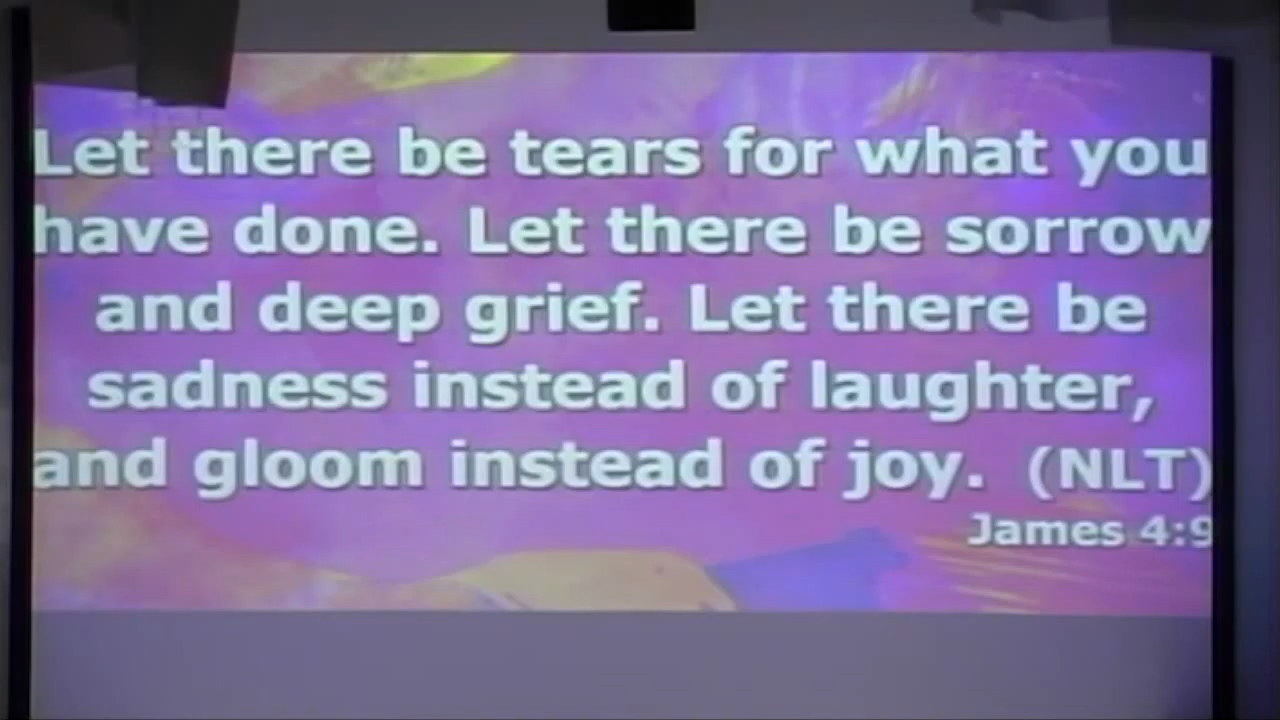 Let there be tears for what you
have done. Let there be sorrow
and deep grief. Let there be
sadness instead of laughter,
and gloom instead of joy. (NLT)
James 4:9